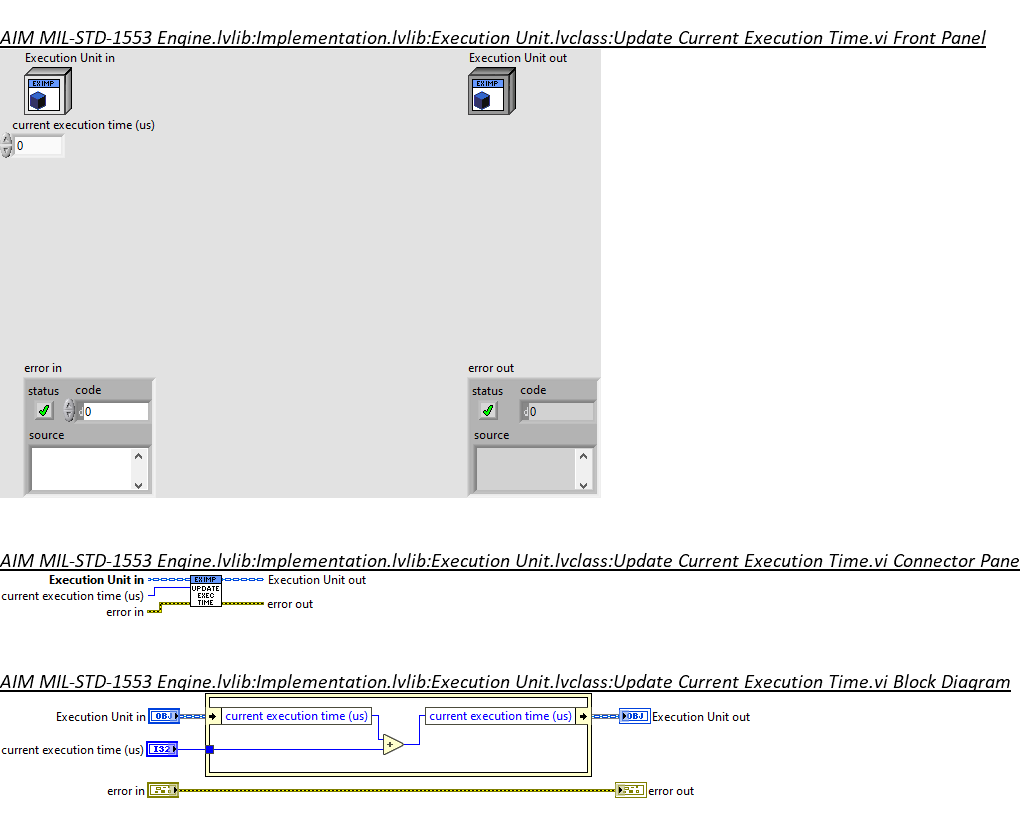 AIM MIL-STD-1553 Engine.lvlib:Implementation.lvlib:Execution Unit.lvclass:Update Current Execution Time.vi Front Panel
Execution Unit in
Execution Unit out
EXIMP
EXIMP
current execution time (us)
0
error in
error out
status code
status code
d0
d0
source
source
AIM MIL-STD-1553 Engine.lvlib:Implementation.lvlib:Execution Unit.lvclass:Update Current Execution Time.vi Connector Pane
Execution Unit in
EXIMP
Execution Unit out
current execution time (us)
UPDATE
EXEC
TIME
error in
error out
AIM MIL-STD-1553 Engine.lvlib:Implementation.lvlib:Execution Unit.lvclass:Update Current Execution Time.vi Block Diagram
Execution Unit in
OBJ
current execution time (us)
current execution time (us)
OBJ
Execution Unit out
current execution time (us)
I32
+
error in
error out